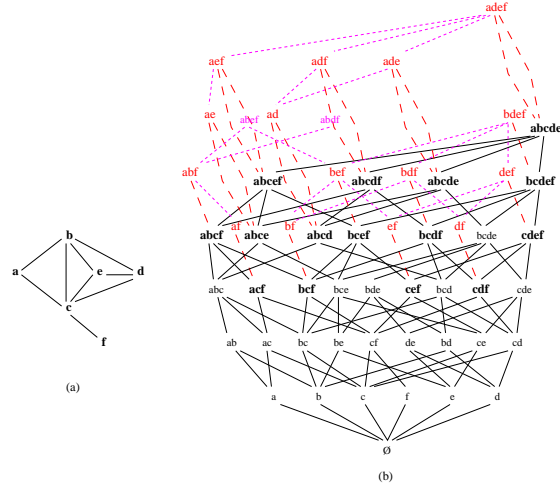 adef
aef adf ade
ae abef ad abdf bdef
abcde
abf abcef bef abcdf bdf abcde def bcdef
b
abcf af abce bf abcd bcef ef bcdf df bcde cdef
a e d
abc acf bcf bce bde cef bcd cdf cde
c
f
ab ac bc be cf de bd ce cd
(a)
a b c f e d
Ø
(b)